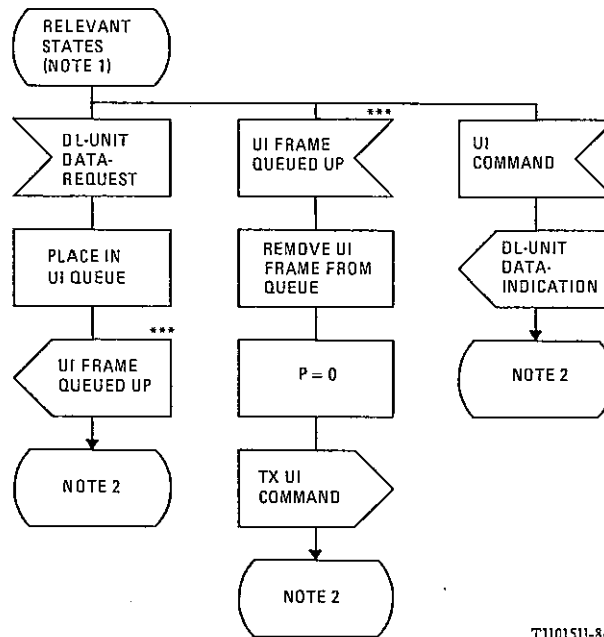 RELEVANT
STATES
(NOTE 1)
DL-UNIT
DATA-
REQUEST
PLACE IN
UI QUEUE
***
UI FRAME
QUEUED UP
NOTE 2
***
UI FRAME
QUEUED UP
REMOVE UI
FRAME FROM
QUEUE
P = 0
TX UI
COMMAND
NOTE 2
UI
COMMAND
DL-UNIT
DATA-
INDICATION
NOTE 2